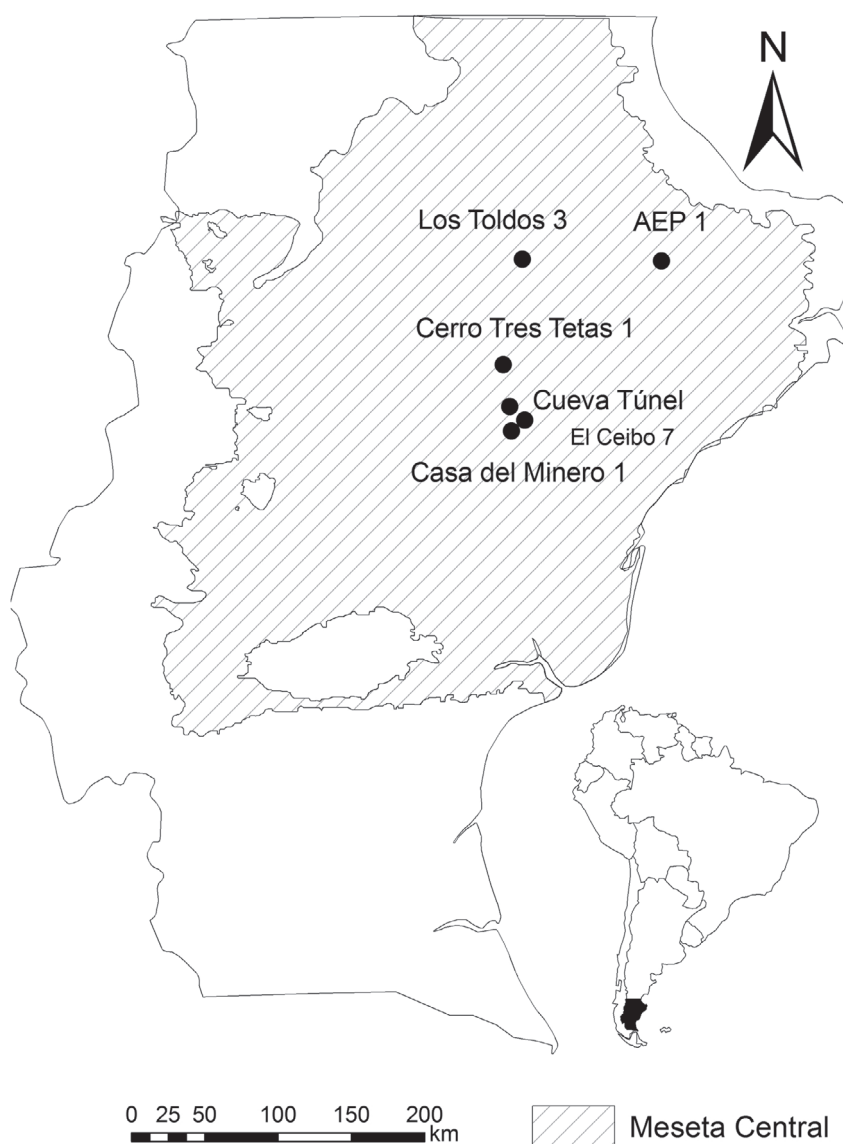 N
Los Toldos 3
AEP 1
Cerro Tres Tetas 1
Cueva Túnel
El Ceibo 7
Casa del Minero 1
0 25 50 100 150 200
km
Meseta Central